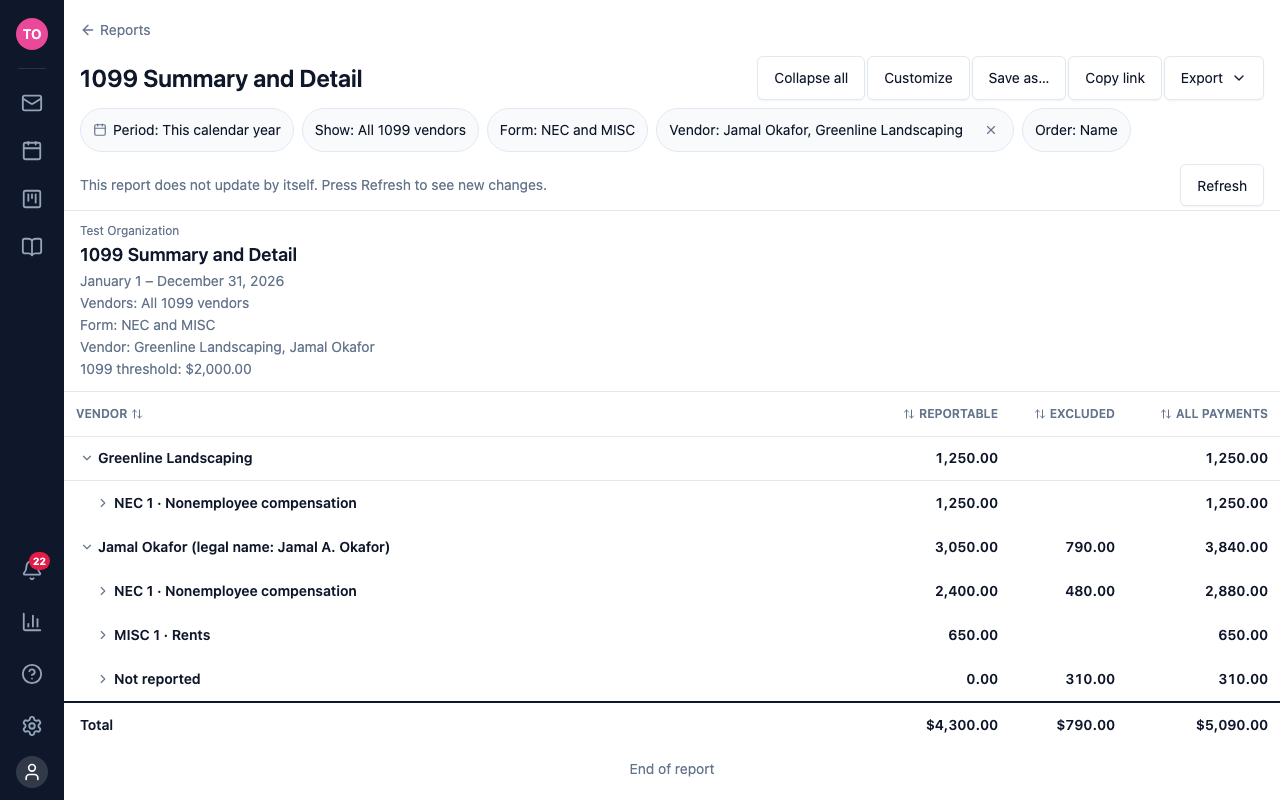 TO
Reports
1099 Summary and Detail
Collapse all
Customize
Save as...
Copy link
Export
Period: This calendar year
Show: All 1099 vendors
Form: NEC and MISC
Vendor: Jamal Okafor, Greenline Landscaping
Order: Name
This report does not update by itself. Press Refresh to see new changes.
Refresh
Test Organization
1099 Summary and Detail
January 1 – December 31, 2026
Vendors: All 1099 vendors
Form: NEC and MISC
Vendor: Greenline Landscaping, Jamal Okafor
1099 threshold: $2,000.00
VENDOR REPORTABLE EXCLUDED ALL PAYMENTS
Greenline Landscaping 1,250.00 1,250.00
NEC 1 · Nonemployee compensation 1,250.00 1,250.00
Jamal Okafor (legal name: Jamal A. Okafor) 3,050.00 790.00 3,840.00
NEC 1 · Nonemployee compensation 2,400.00 480.00 2,880.00
MISC 1 · Rents 650.00 650.00
Not reported 0.00 310.00 310.00
Total $4,300.00 $790.00 $5,090.00
End of report
22